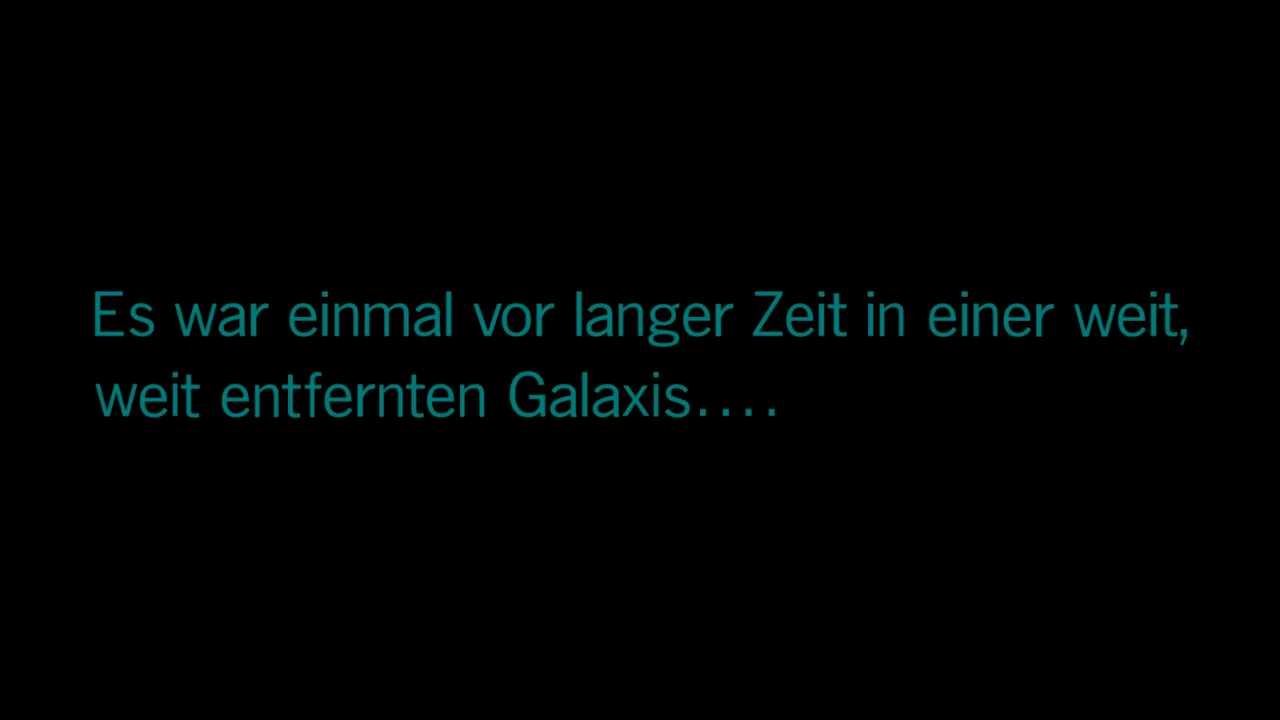 Es war einmal vor langer Zeit in einer weit,
weit entfernten Galaxis....